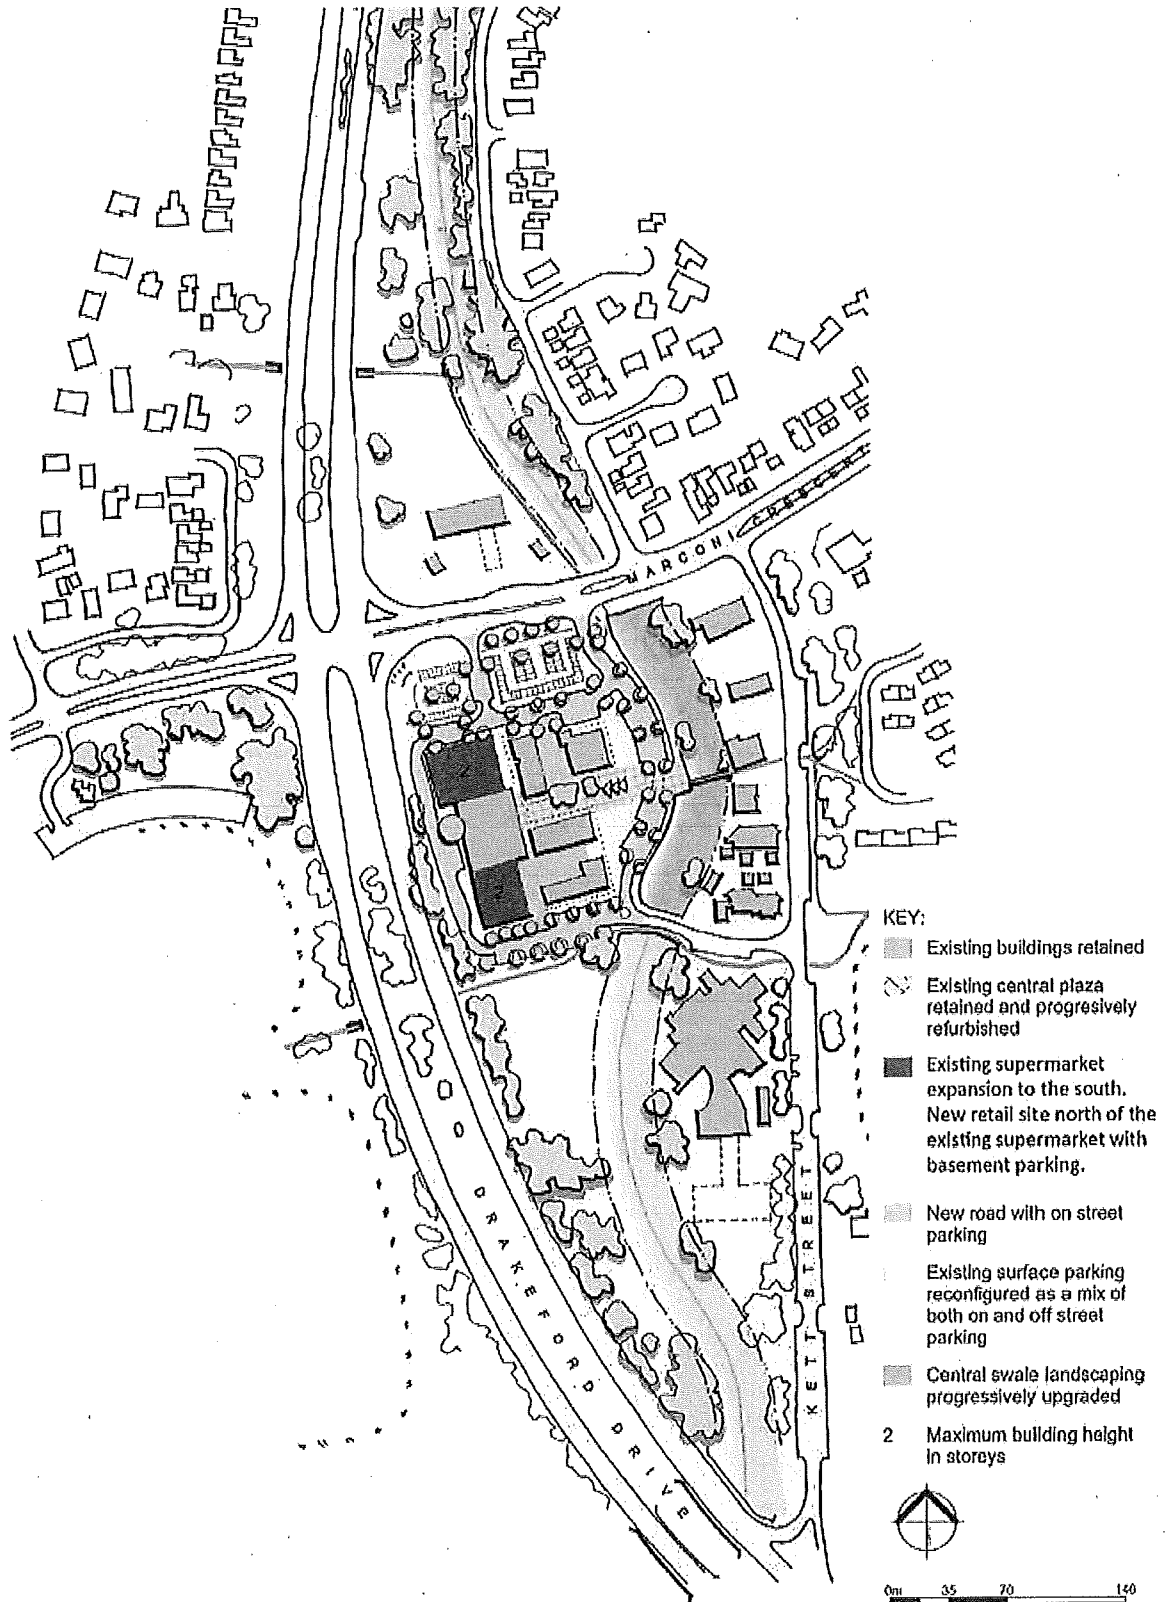 MARCONI CRESCENT
2
2
DRAKEFORD DRIVE
KETT STREET
KEY:
Existing buildings retained
Existing central plaza
retained and progresively
refurbished
Existing supermarket
expansion to the south.
New retail site north of the
existing supermarket with
basement parking.
New road with on street
parking
Existing surface parking
reconfigured as a mix of
both on and off street
parking
Central swale landscaping
progressively upgraded
2 Maximum building height
in storeys
0m 35 70 140